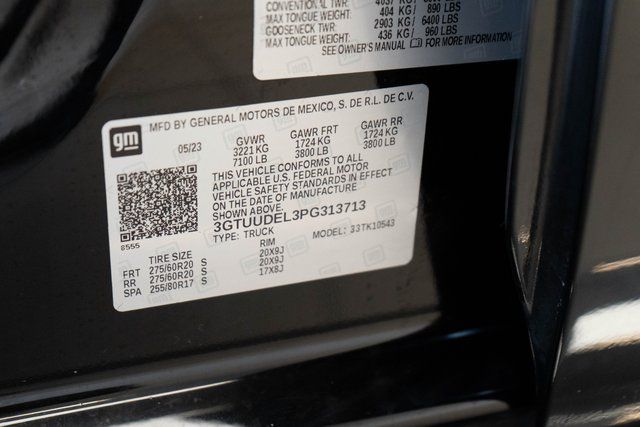 CONVENTIONAL TWR:
MAX TONGUE WEIGHT: 404 KG/ 890 LBS
GOOSENECK TWR: 2903 KG/ 6400 LBS
MAX TONGUE WEIGHT: 436 KG/ 960 LBS
SEE OWNER'S MANUAL FOR MORE INFORMATION
gm
MFD BY GENERAL MOTORS DE MEXICO, S. DE R.L. DE C.V.
05/23 GVWR GAWR FRT GAWR RR
3221 KG 1724 KG 1724 KG
7100 LB 3800 LB 3800 LB
THIS VEHICLE CONFORMS TO ALL
APPLICABLE U.S. FEDERAL MOTOR
VEHICLE SAFETY STANDARDS IN EFFECT
ON THE DATE OF MANUFACTURE
SHOWN ABOVE.
3GTUUDEL3PG313713
TYPE: TRUCK MODEL: 33TK10543
8555
TIRE SIZE RIM
FRT 275/60R20 S 20X9J
RR 275/60R20 S 20X9J
SPA 255/80R17 S 17X8J